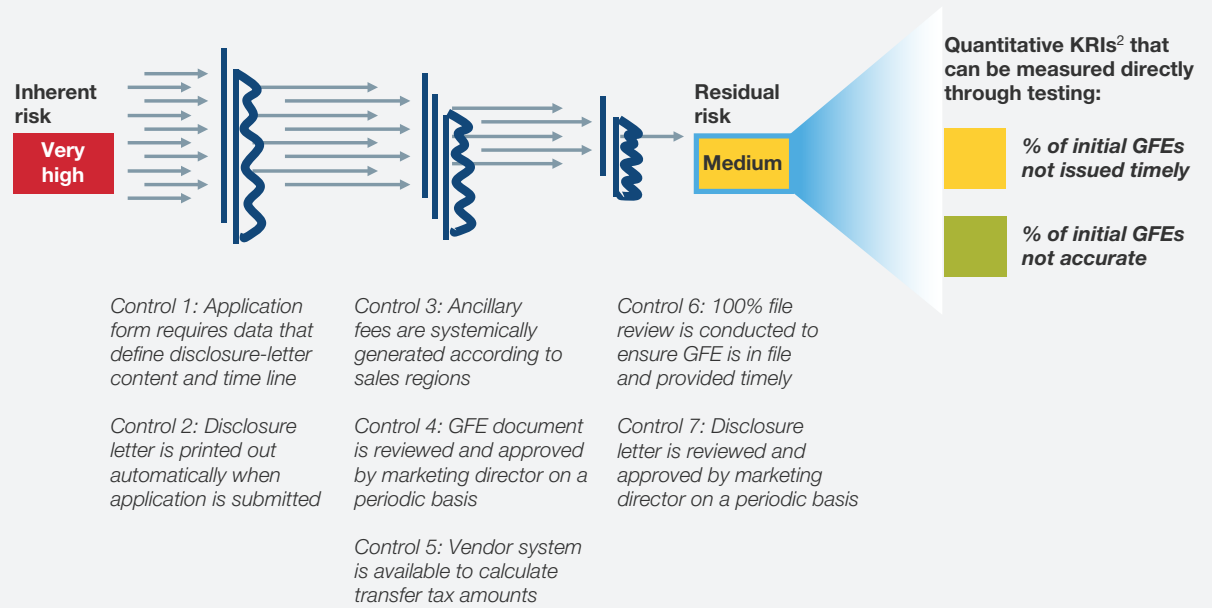 Inherent
risk
Very
high
Residual
risk
Medium
Quantitative KRIs² that
can be measured directly
through testing:
% of initial GFEs
not issued timely
% of initial GFEs
not accurate
Control 1: Application
form requires data that
define disclosure-letter
content and time line
Control 2: Disclosure
letter is printed out
automatically when
application is submitted
Control 3: Ancillary
fees are systemically
generated according to
sales regions
Control 4: GFE document
is reviewed and approved
by marketing director on a
periodic basis
Control 5: Vendor system
is available to calculate
transfer tax amounts
Control 6: 100% file
review is conducted to
ensure GFE is in file
and provided timely
Control 7: Disclosure
letter is reviewed and
approved by marketing
director on a periodic basis